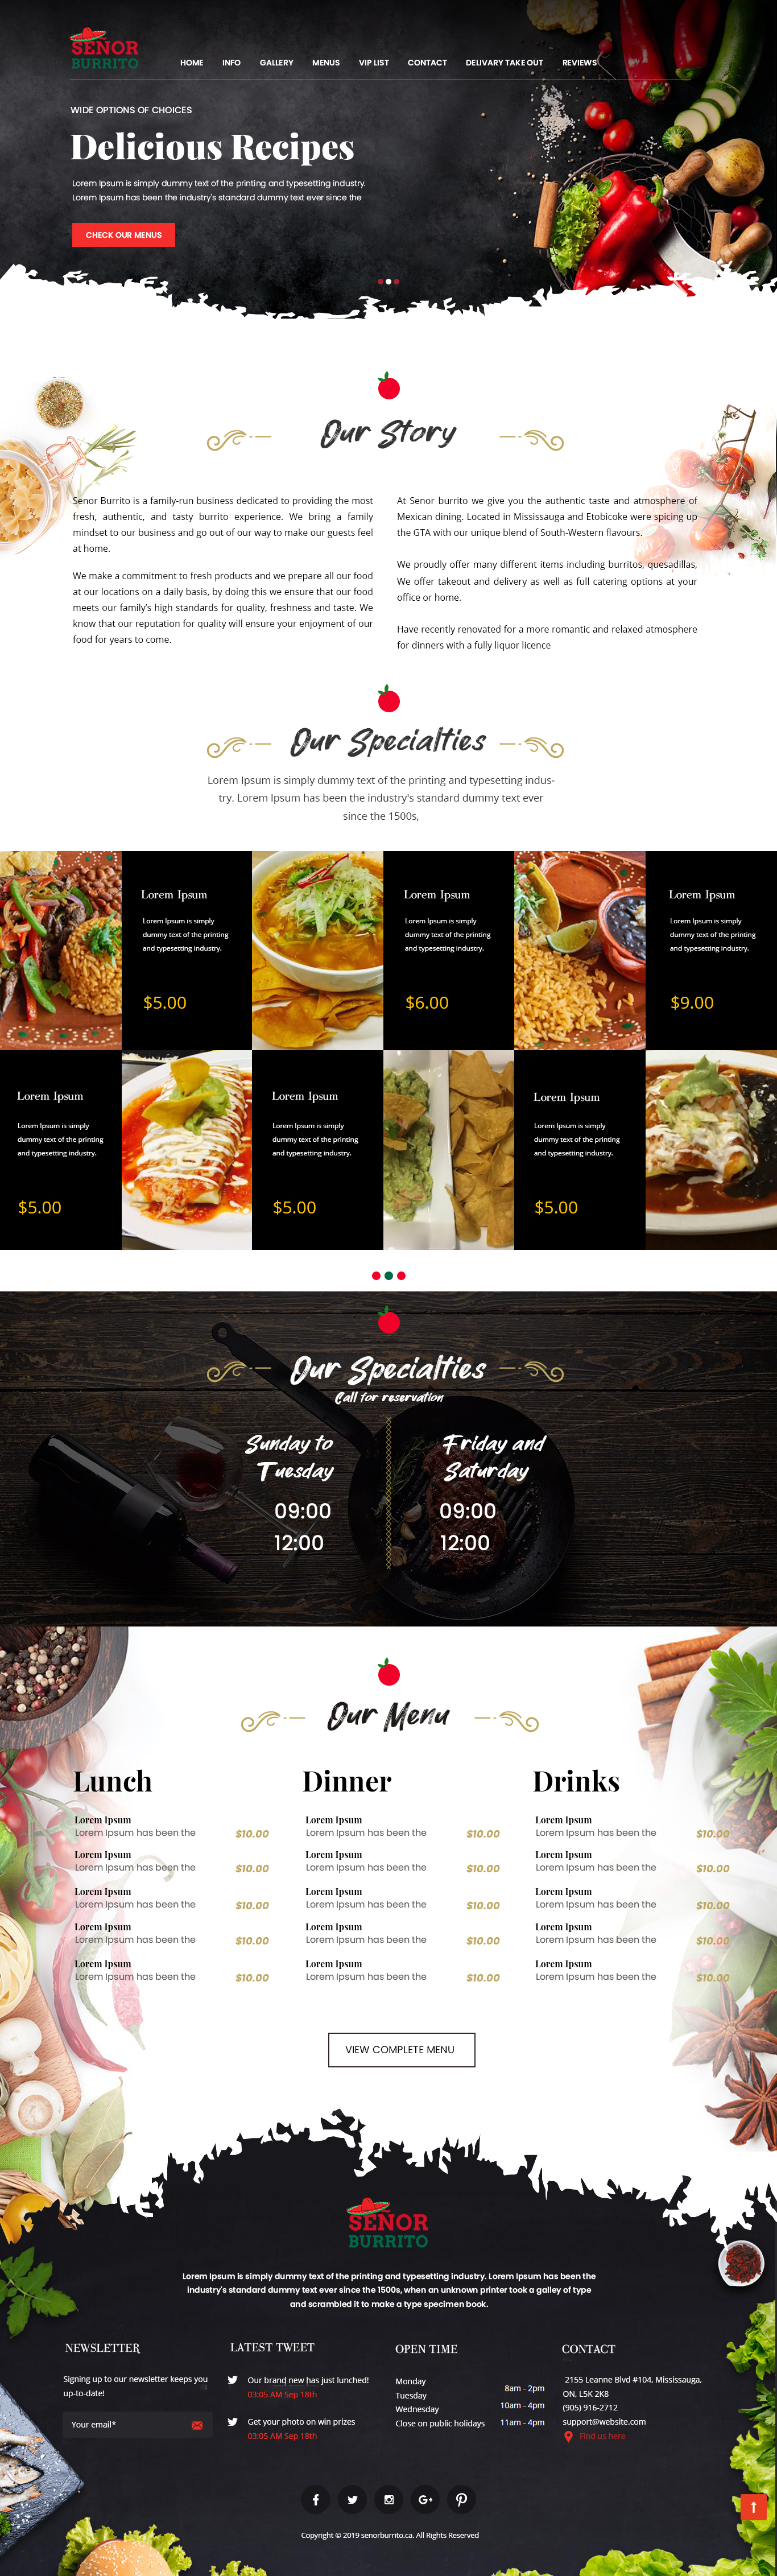 SENOR
BURRITO
HOME INFO GALLERY MENUS VIP LIST CONTACT DELIVARY TAKE OUT REVIEWS
WIDE OPTIONS OF CHOICES
Delicious Recipes
Lorem Ipsum is simply dummy text of the printing and typesetting industry.
Lorem Ipsum has been the industry's standard dummy text ever since the
CHECK OUR MENUS
Our Story
Senor Burrito is a family-run business dedicated to providing the most
fresh, authentic, and tasty burrito experience. We bring a family
mindset to our business and go out of our way to make our guests feel
at home.
We make a commitment to fresh products and we prepare all our food
at our locations on a daily basis, by doing this we ensure that our food
meets our family's high standards for quality, freshness and taste. We
know that our reputation for quality will ensure your enjoyment of our
food for years to come.
At Senor burrito we give you the authentic taste and atmosphere of
Mexican dining. Located in Mississauga and Etobicoke were spicing up
the GTA with our unique blend of South-Western flavours.
We proudly offer many different items including burritos, quesadillas,
We offer takeout and delivery as well as full catering options at your
office or home.
Have recently renovated for a more romantic and relaxed atmosphere
for dinners with a fully liquor licence
Our Specialties
Lorem Ipsum is simply dummy text of the printing and typesetting indus-
try. Lorem Ipsum has been the industry's standard dummy text ever
since the 1500s,
Lorem Ipsum
Lorem Ipsum is simply
dummy text of the printing
and typesetting industry.
$5.00
Lorem Ipsum
Lorem Ipsum is simply
dummy text of the printing
and typesetting industry.
$6.00
Lorem Ipsum
Lorem Ipsum is simply
dummy text of the printing
and typesetting industry.
$9.00
Lorem Ipsum
Lorem Ipsum is simply
dummy text of the printing
and typesetting industry.
$5.00
Lorem Ipsum
Lorem Ipsum is simply
dummy text of the printing
and typesetting industry.
$5.00
Lorem Ipsum
Lorem Ipsum is simply
dummy text of the printing
and typesetting industry.
$5.00
Our Specialties
Call for reservation
Sunday to
Tuesday
09:00
12:00
Friday and
Saturday
09:00
12:00
Our Menu
Lunch
Lorem Ipsum
Lorem Ipsum has been the $10.00
Lorem Ipsum
Lorem Ipsum has been the $10.00
Lorem Ipsum
Lorem Ipsum has been the $10.00
Lorem Ipsum
Lorem Ipsum has been the $10.00
Lorem Ipsum
Lorem Ipsum has been the $10.00
Dinner
Lorem Ipsum
Lorem Ipsum has been the $10.00
Lorem Ipsum
Lorem Ipsum has been the $10.00
Lorem Ipsum
Lorem Ipsum has been the $10.00
Lorem Ipsum
Lorem Ipsum has been the $10.00
Lorem Ipsum
Lorem Ipsum has been the $10.00
Drinks
Lorem Ipsum
Lorem Ipsum has been the $10.00
Lorem Ipsum
Lorem Ipsum has been the $10.00
Lorem Ipsum
Lorem Ipsum has been the $10.00
Lorem Ipsum
Lorem Ipsum has been the $10.00
Lorem Ipsum
Lorem Ipsum has been the $10.00
VIEW COMPLETE MENU
SENOR
BURRITO
Lorem Ipsum is simply dummy text of the printing and typesetting industry. Lorem Ipsum has been the
industry's standard dummy text ever since the 1500s, when an unknown printer took a galley of type
and scrambled it to make a type specimen book.
NEWSLETTER
Signing up to our newsletter keeps you
up-to-date!
Your email*
LATEST TWEET
Our brand new has just lunched!
03:05 AM Sep 18th
Get your photo on win prizes
03:05 AM Sep 18th
OPEN TIME
Monday
Tuesday
Wednesday
Close on public holidays
8am - 2pm
10am - 4pm
11am - 4pm
CONTACT
2155 Leanne Blvd #104, Mississauga,
ON, L5K 2K8
(905) 916-2712
support@website.com
Find us here
Copyright © 2019 senorburrito.ca. All Rights Reserved